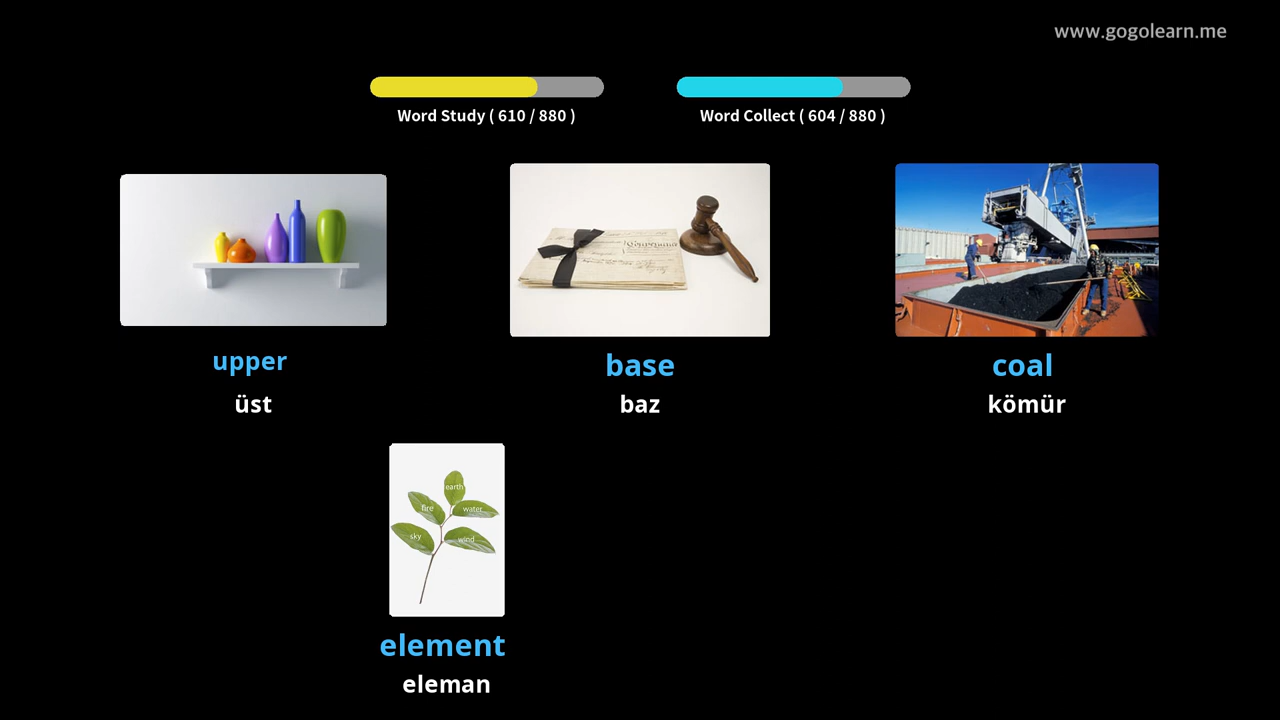 www.gogolearn.me
Word Study ( 610 / 880 )
Word Collect ( 604 / 880 )
upper
üst
base
baz
coal
kömür
earth
fire
water
sky
wind
element
eleman